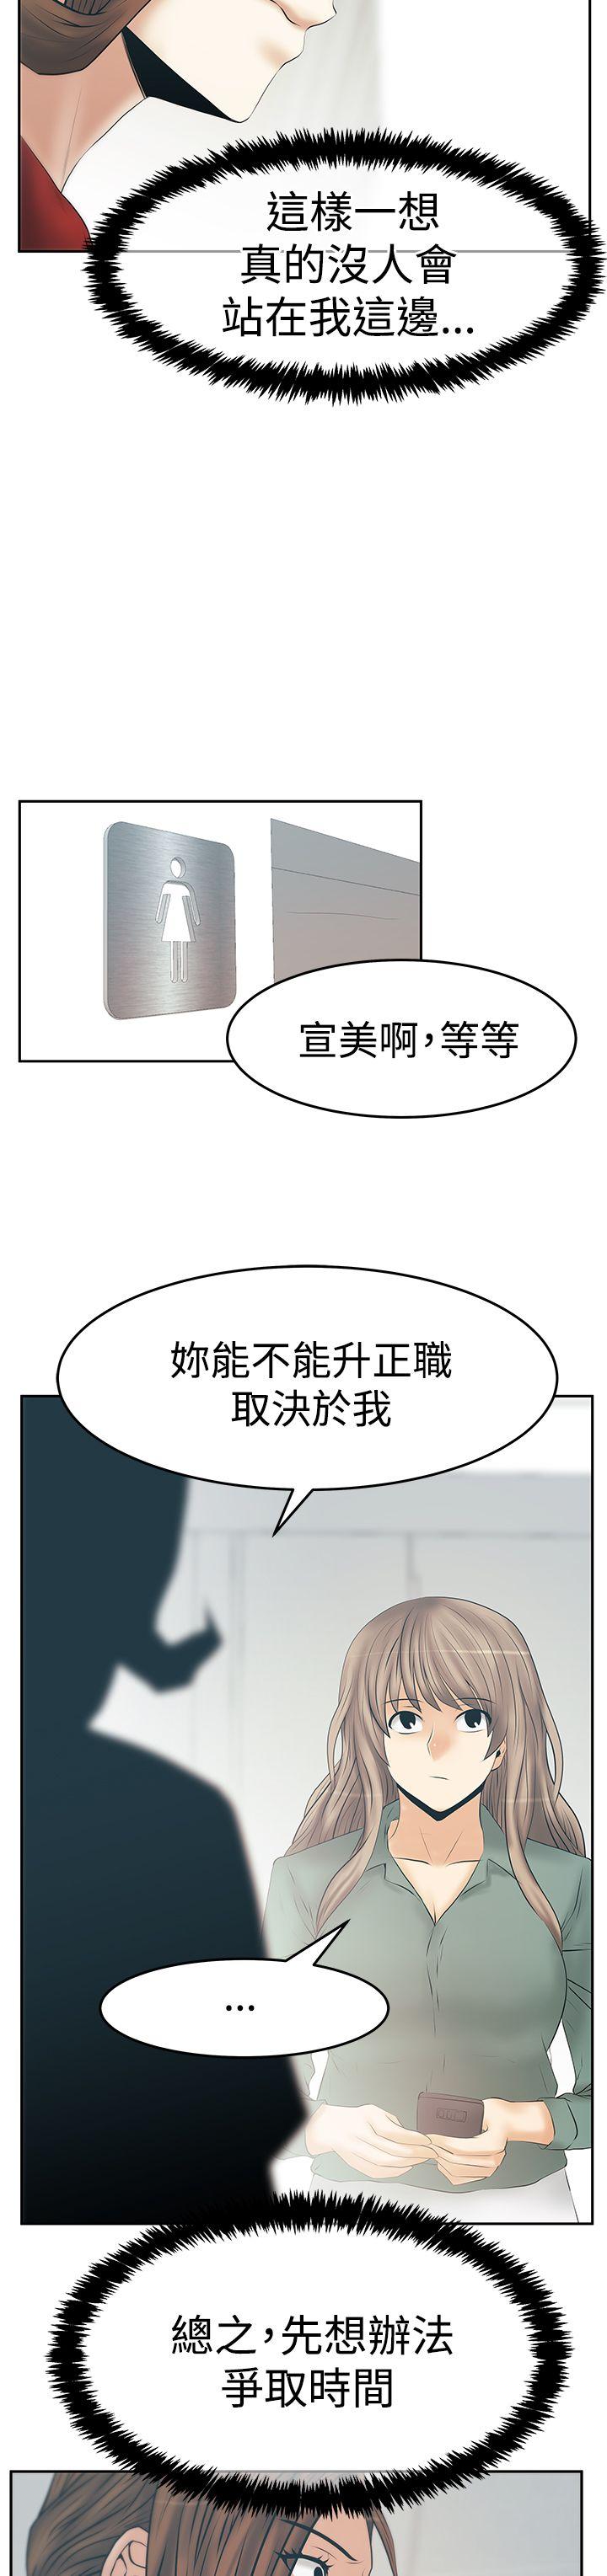 這樣一想
真的沒人會
站在我這邊...
宣美啊，等等
妳能不能升正職
取決於我
...
總之，先想辦法
爭取時間